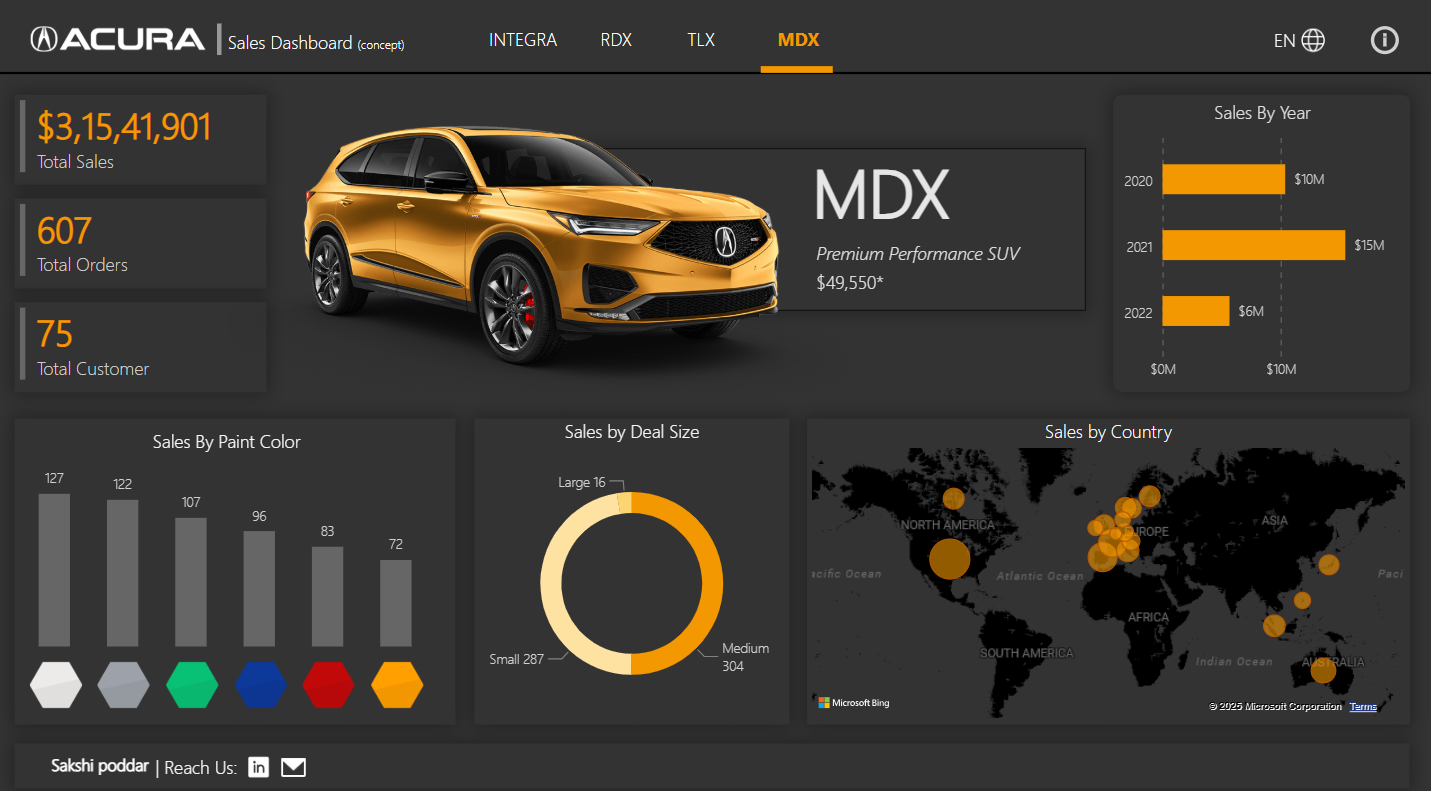 ACURA
Sales Dashboard (concept)
INTEGRA
RDX
TLX
MDX
EN
$3,15,41,901
Total Sales
607
Total Orders
75
Total Customer
MDX
Premium Performance SUV
$49,550*
Sales By Year
2020
$10M
2021
$15M
2022
$6M
$0M
$10M
Sales By Paint Color
127
122
107
96
83
72
Sales by Deal Size
Large 16
Small 287
Medium
304
Sales by Country
NORTH AMERICA
EUROPE
ASIA
acific Ocean
Atlantic Ocean
Paci
AFRICA
SOUTH AMERICA
Indian Ocean
AUSTRALIA
Microsoft Bing
© 2025 Microsoft Corporation Terms
Sakshi poddar | Reach Us: in